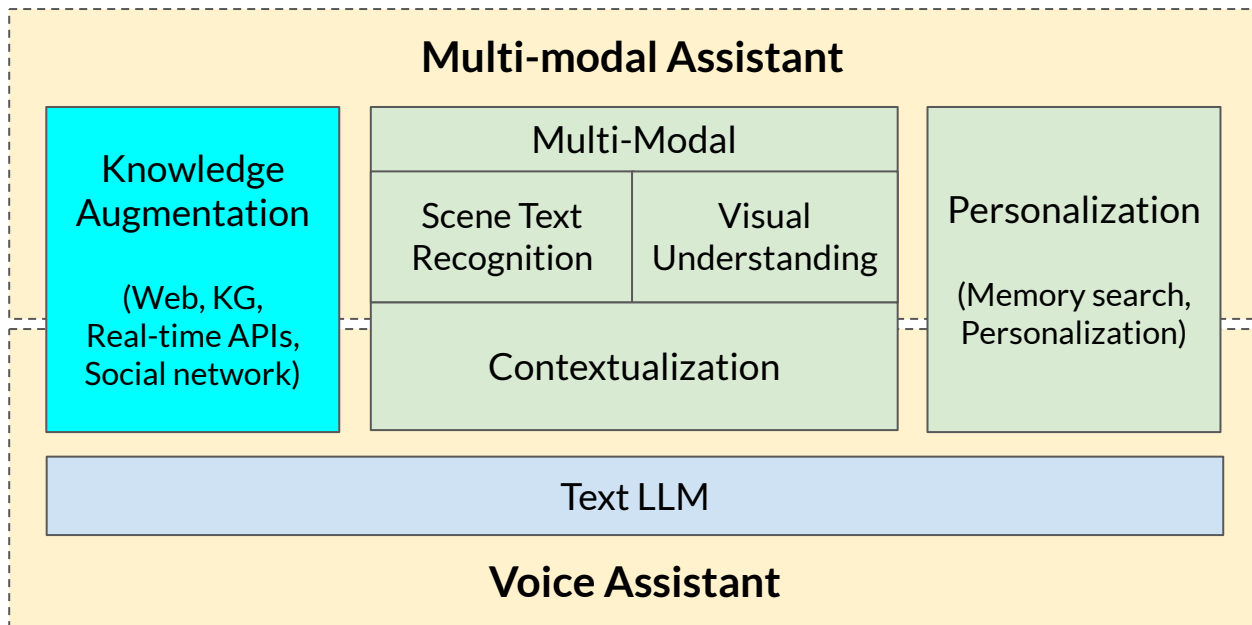 Multi-modal Assistant
Knowledge
Augmentation
(Web, KG,
Real-time APIs,
Social network)
Multi-Modal
Scene Text
Recognition
Visual
Understanding
Contextualization
Personalization
(Memory search,
Personalization)
Text LLM
Voice Assistant